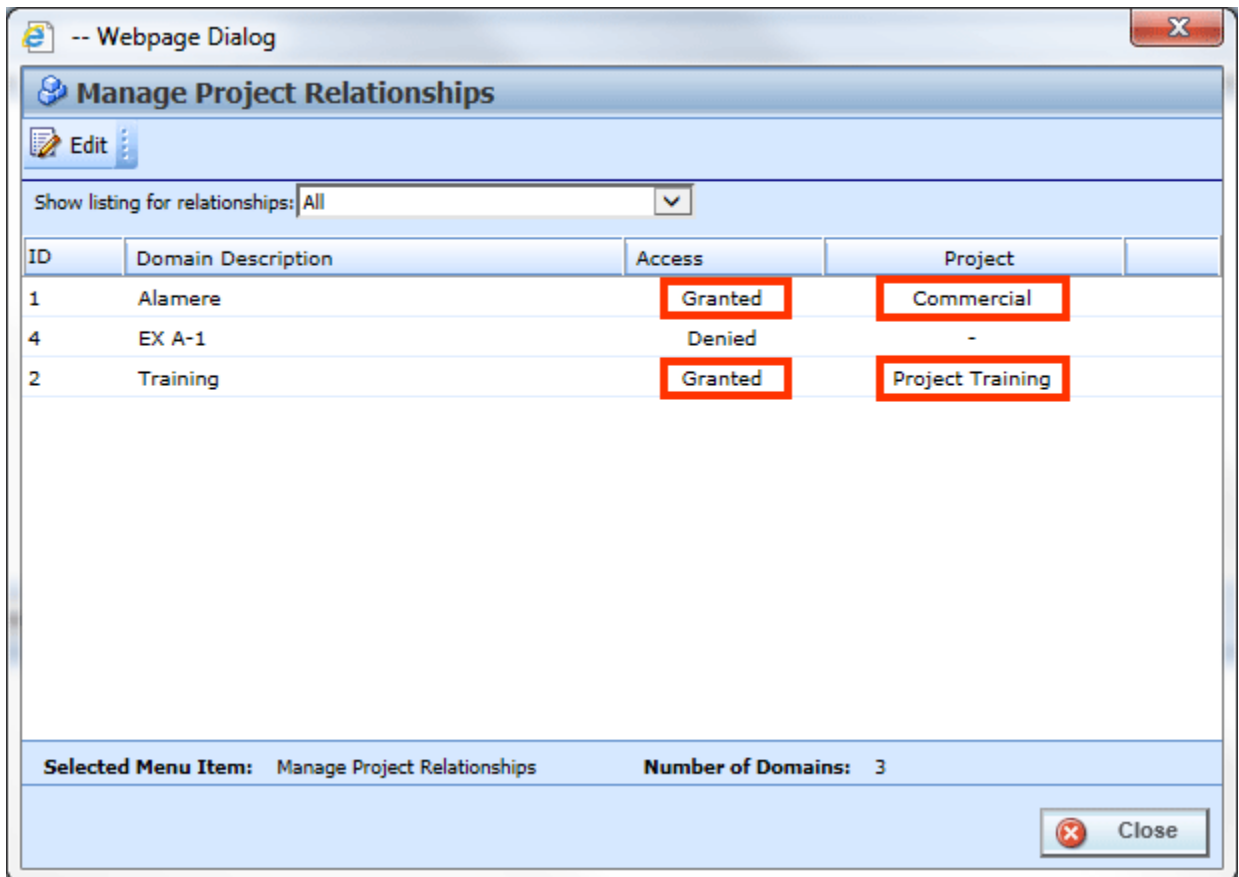 -- Webpage Dialog
X
Manage Project Relationships
Edit
Show listing for relationships: All
ID Domain Description Access Project
1 Alamere Granted Commercial
4 EX A-1 Denied -
2 Training Granted Project Training
Selected Menu Item: Manage Project Relationships Number of Domains: 3
Close